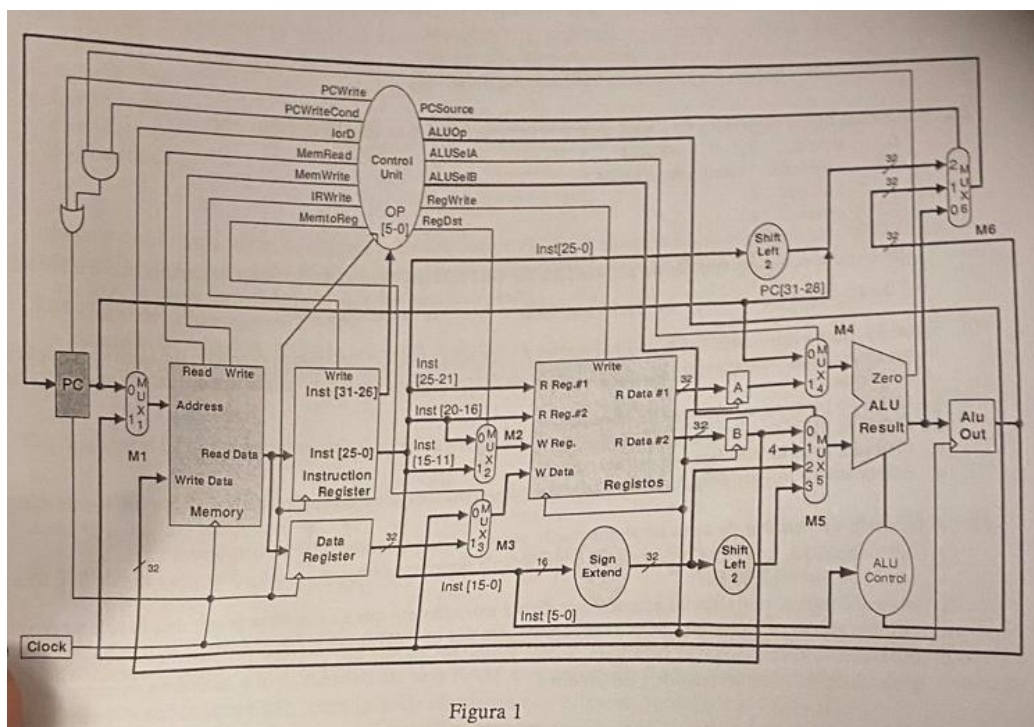 PCWrite
PCWriteCond
IorD
MemRead
MemWrite
IRWrite
MemtoReg
Control
Unit
OP
[5-0]
PCSource
ALUOp
ALUSelA
ALUSelB
RegWrite
RegDst
Inst[25-0]
Shift
Left
2
PC[31-28]
32
32
32
2
1
0
M
U
X
6
M6
PC
0
1
M
U
X
1
M1
Read
Write
Address
Read Data
Write Data
Memory
32
Write
Inst [31-26]
Inst [25-0]
Instruction
Register
Data
Register
32
Inst
[25-21]
Inst [20-16]
Inst
[15-11]
0
1
M
U
X
2
M2
0
1
M
U
X
3
M3
Write
R Reg.#1
R Reg.#2
W Reg.
W Data
R Data #1
R Data #2
Registos
32
32
A
B
M4
0
1
M
U
X
4
4
0
1
2
3
M
U
X
5
M5
Zero
ALU
Result
Alu
Out
Inst [15-0]
16
Sign
Extend
32
Shift
Left
2
Inst [5-0]
ALU
Control
Clock
Figura 1